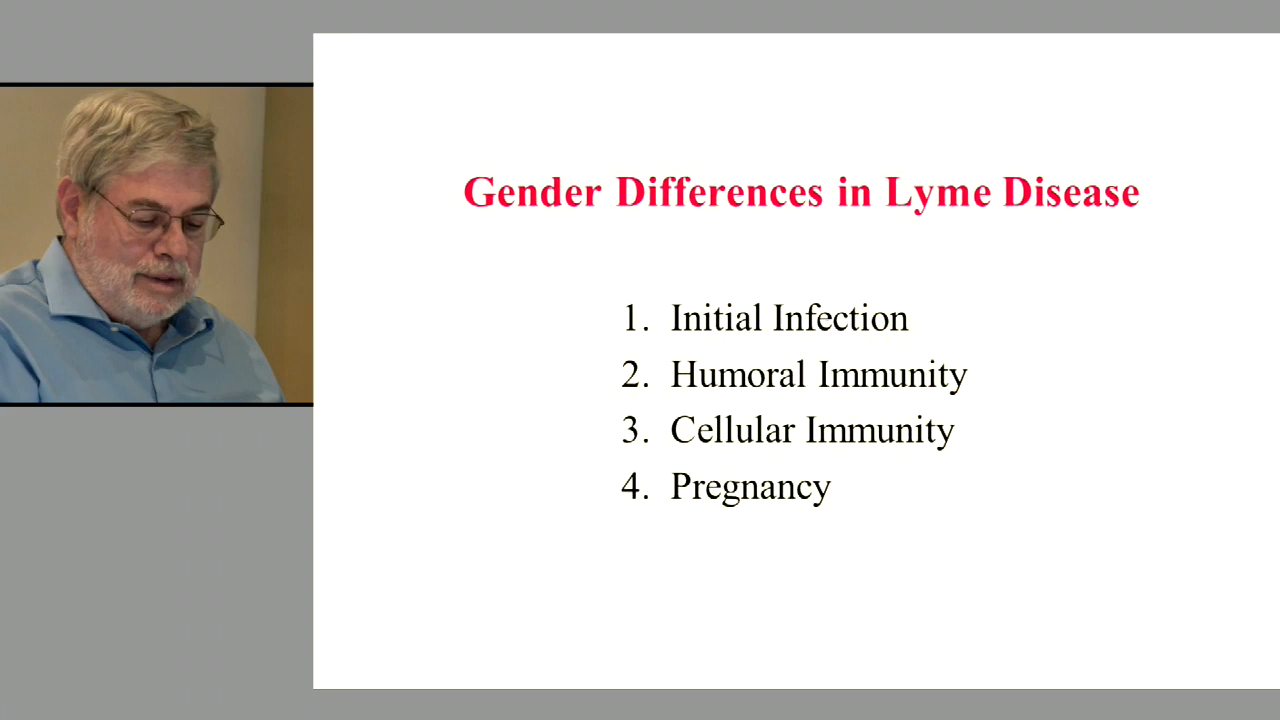 Gender Differences in Lyme Disease
1. Initial Infection
2. Humoral Immunity
3. Cellular Immunity
4. Pregnancy